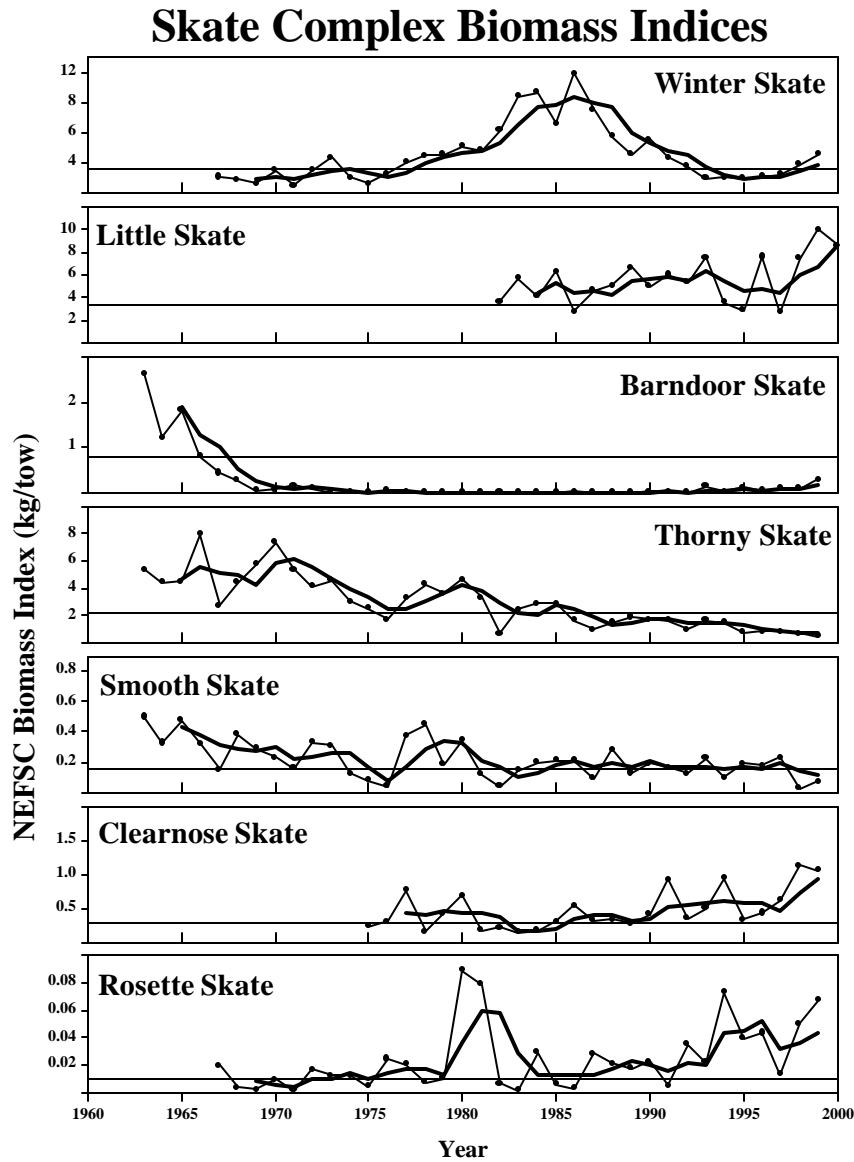 Skate Complex Biomass Indices
Winter Skate
12
8
4
Little Skate
10
8
6
4
2
Barndoor Skate
2
1
Thorny Skate
8
6
4
2
Smooth Skate
0.8
0.6
0.4
0.2
Clearnose Skate
1.5
1.0
0.5
Rosette Skate
0.08
0.06
0.04
0.02
NEFSC Biomass Index (kg/tow)
1960 1965 1970 1975 1980 1985 1990 1995 2000
Year